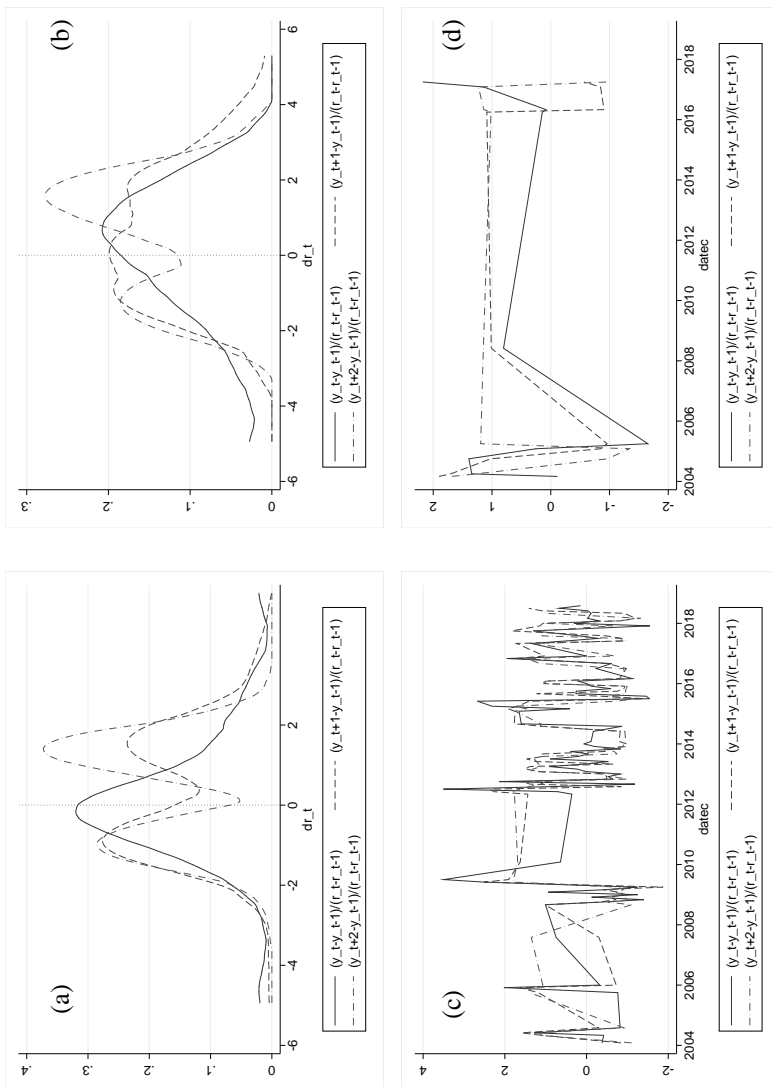 (a)
.4
.3
.2
.1
0
-6 -4 -2 0 2
dr_t
(y_t-y_t-1)/(r_t-r_t-1) (y_t+1-y_t-1)/(r_t-r_t-1)
(y_t+2-y_t-1)/(r_t-r_t-1)
(b)
.3
.2
.1
0
-6 -4 -2 0 2 4 6
dr_t
(y_t-y_t-1)/(r_t-r_t-1) (y_t+1-y_t-1)/(r_t-r_t-1)
(y_t+2-y_t-1)/(r_t-r_t-1)
(c)
4
2
0
-2
2004 2006 2008 2010 2012 2014 2016 2018
datec
(y_t-y_t-1)/(r_t-r_t-1) (y_t+1-y_t-1)/(r_t-r_t-1)
(y_t+2-y_t-1)/(r_t-r_t-1)
(d)
2
1
0
-1
-2
2004 2006 2008 2010 2012 2014 2016 2018
datec
(y_t-y_t-1)/(r_t-r_t-1) (y_t+1-y_t-1)/(r_t-r_t-1)
(y_t+2-y_t-1)/(r_t-r_t-1)